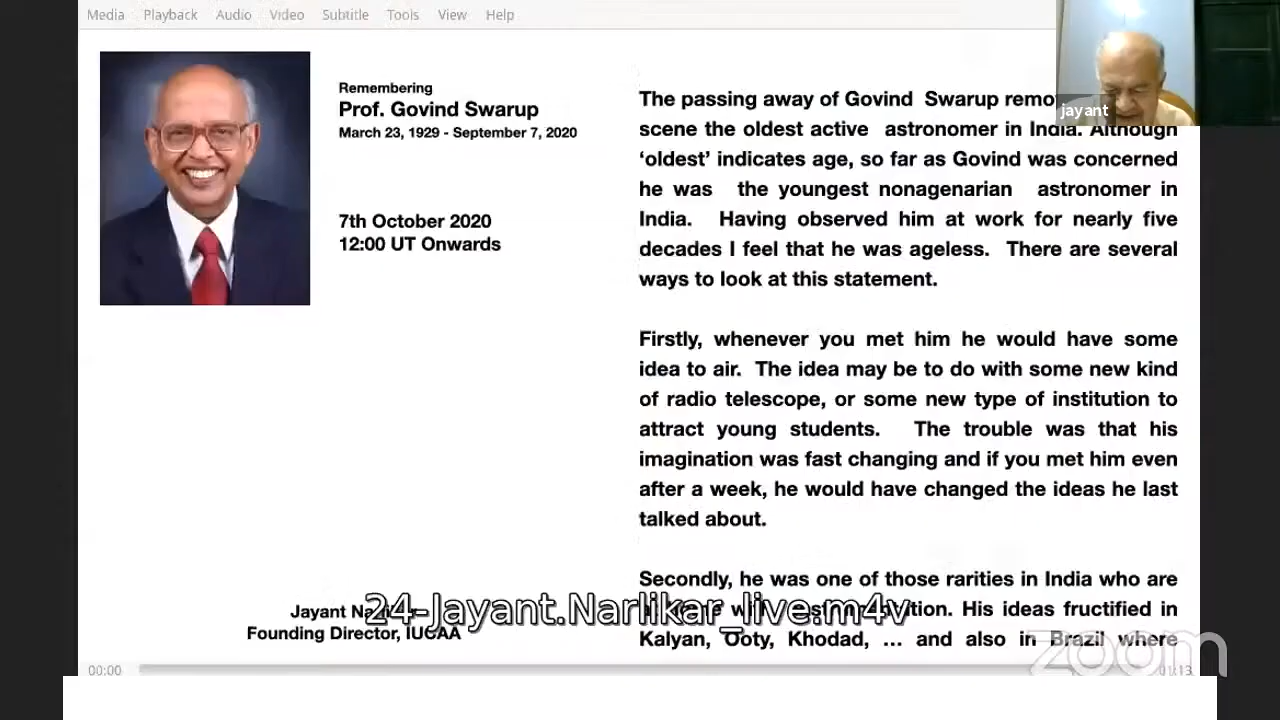 Media Playback Audio Video Subtitle Tools View Help
Remembering
Prof. Govind Swarup
March 23, 1929 - September 7, 2020
7th October 2020
12:00 UT Onwards
jayant
The passing away of Govind Swarup
scene the oldest active astronomer in India. Although
‘oldest’ indicates age, so far as Govind was concerned
he was the youngest nonagenarian astronomer in
India. Having observed him at work for nearly five
decades I feel that he was ageless. There are several
ways to look at this statement.
Firstly, whenever you met him he would have some
idea to air. The idea may be to do with some new kind
of radio telescope, or some new type of institution to
attract young students. The trouble was that his
imagination was fast changing and if you met him even
after a week, he would have changed the ideas he last
talked about.
Secondly, he was one of those rarities in India who are
His ideas fructified in
Kalyan, Ooty, Khodad, ... and also in Brazil where
24-Jayant.Narlikar_live.m4v
Jayant
Founding Director, IUCAA
zoom
00:00
01:13